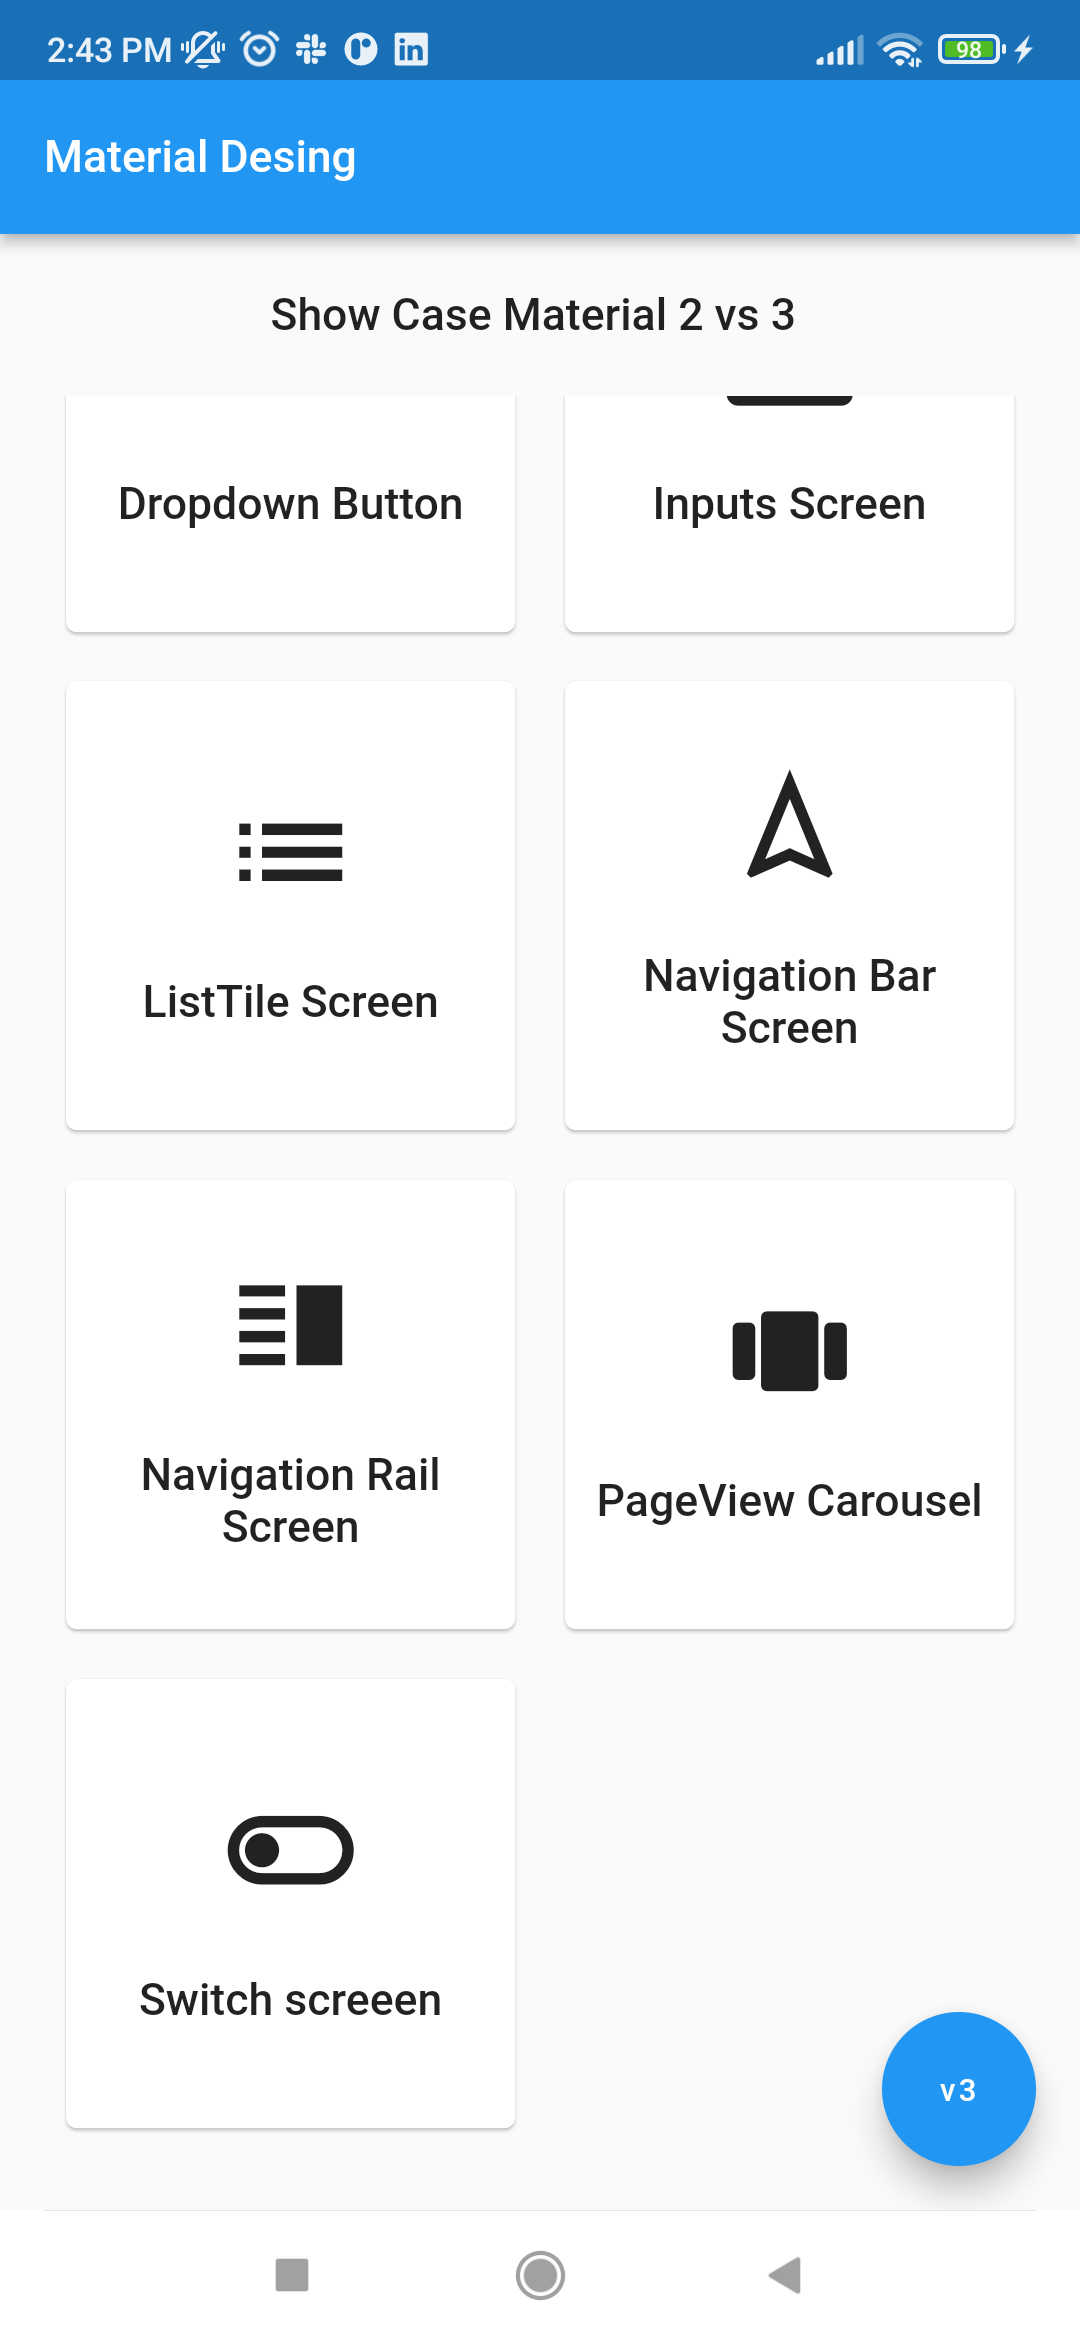 2:43 PM
98
Material Desing
Show Case Material 2 vs 3
Dropdown Button
Inputs Screen
ListTile Screen
Navigation Bar
Screen
Navigation Rail
Screen
PageView Carousel
Switch screeen
v3